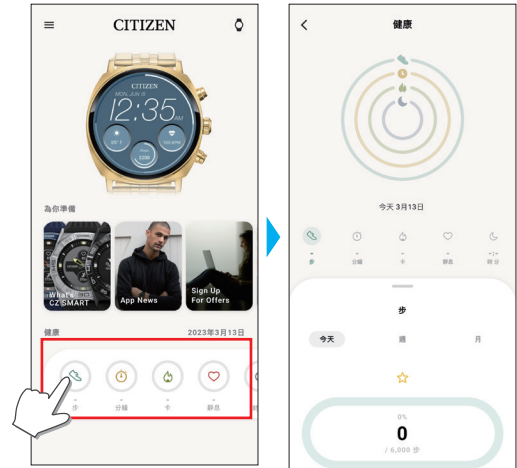 CITIZEN
CITIZEN
MON, JUN 15
12:35
為你準備
What's
CZ SMART
App News
Sign Up
For Offers
健康
2023年3月13日
-
-
-
-
步
分鐘
卡
靜息
健康
今天 3月13日
-
-
-
-
-:-
步
分鐘
卡
靜息
時 分
步
今天
週
月
0%
0
/ 6,000 步